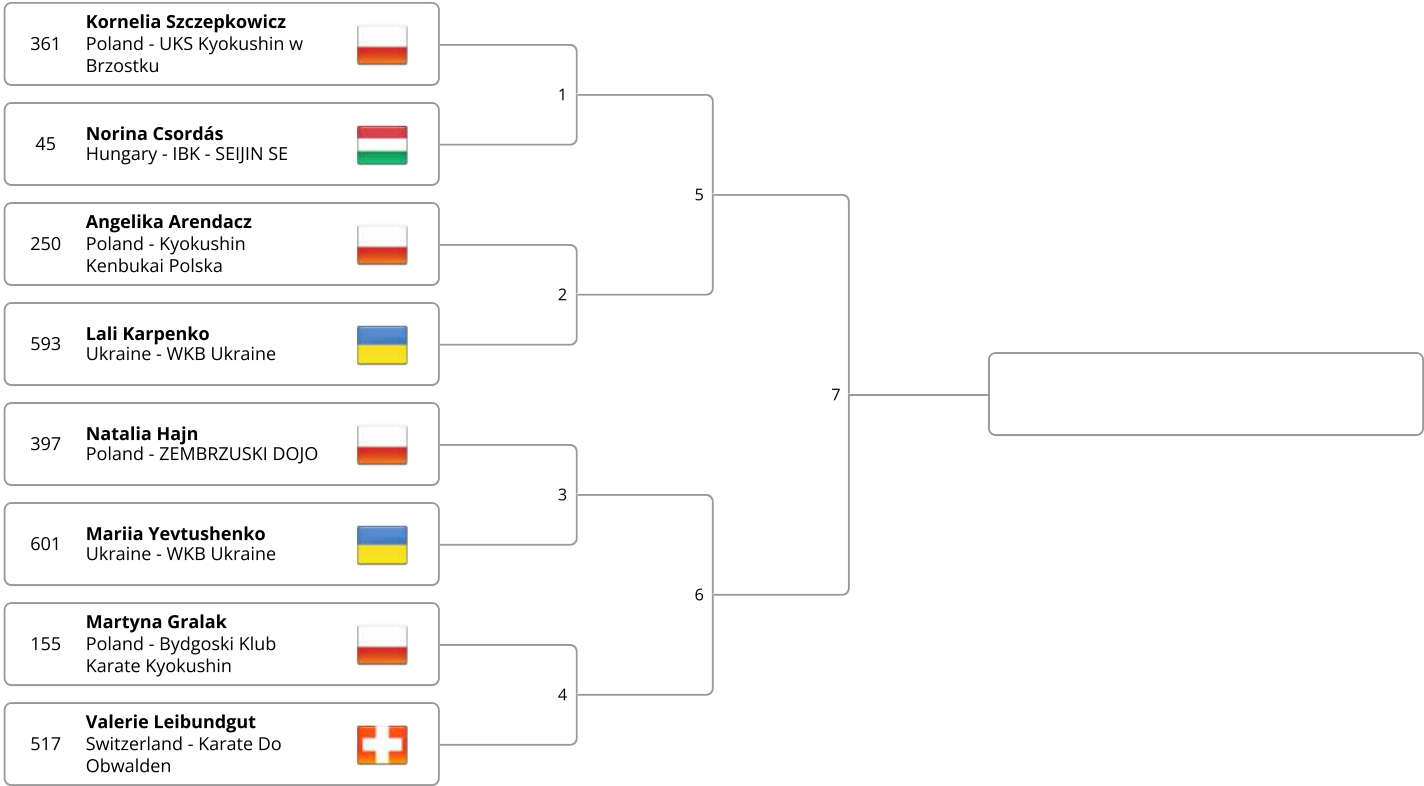 Kornelia Szczepkowicz
361
Poland - UKS Kyokushin w
Brzostku
1
Norina Csordás
45
Hungary - IBK - SEIJIN SE
5
Angelika Arendacz
250
Poland - Kyokushin
Kenbukai Polska
2
Lali Karpenko
593
Ukraine - WKB Ukraine
7
Natalia Hajn
397
Poland - ZEMBRZUSKI DOJO
3
Mariia Yevtushenko
601
Ukraine - WKB Ukraine
6
Martyna Gralak
155
Poland - Bydgoski Klub
Karate Kyokushin
4
Valerie Leibundgut
517
Switzerland - Karate Do
Obwalden